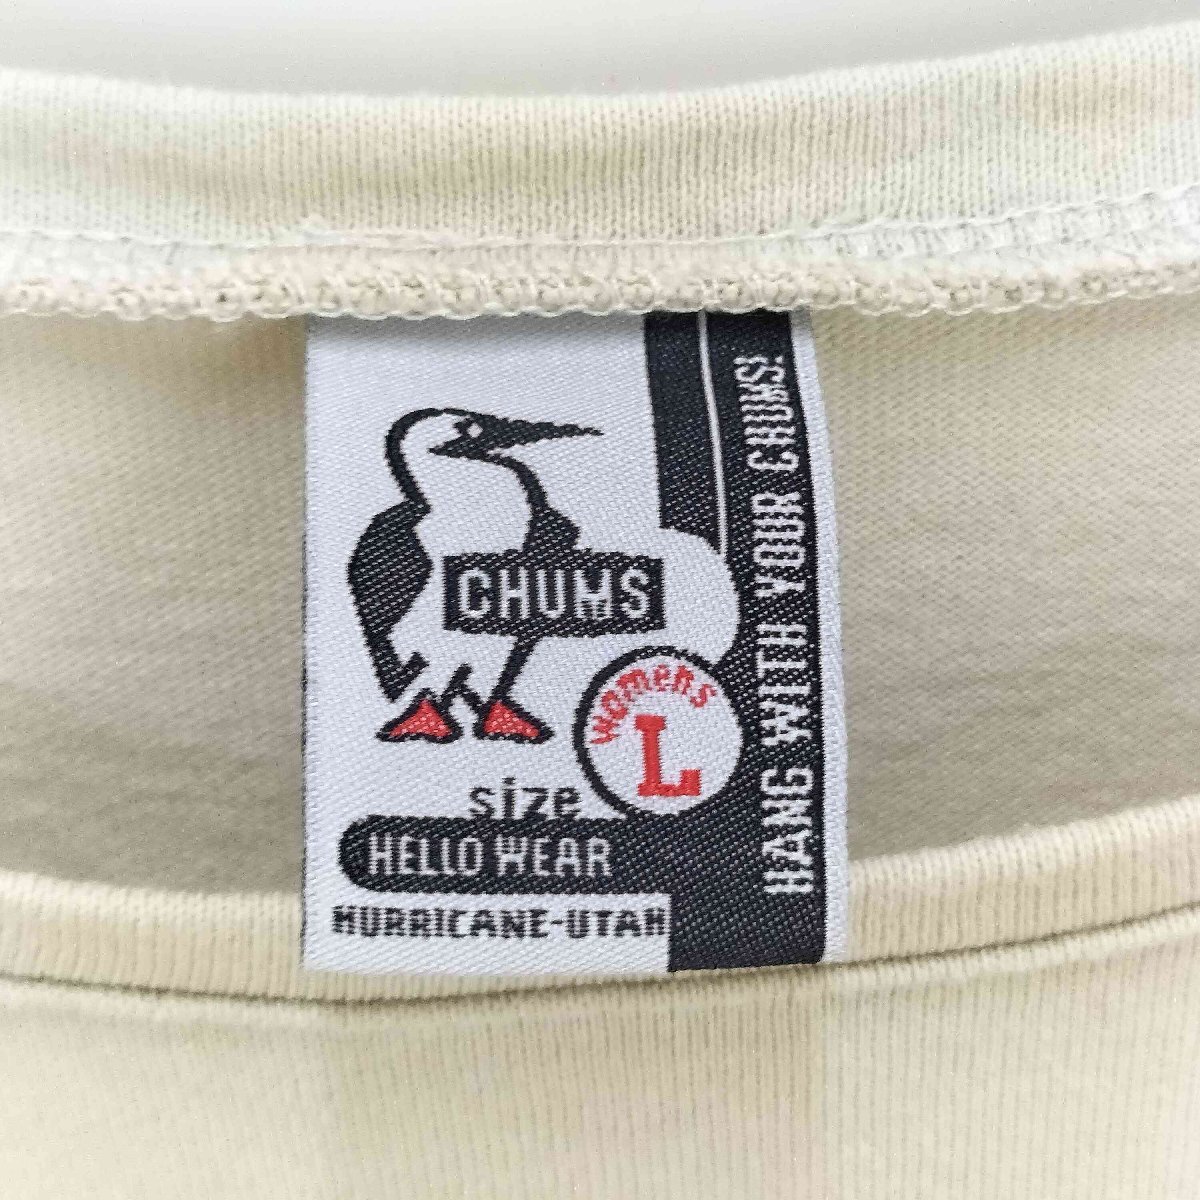 CHUMS
womens
L
size
HELLO WEAR
HURRICANE-UTAH
HANG WITH YOUR CHUMS!